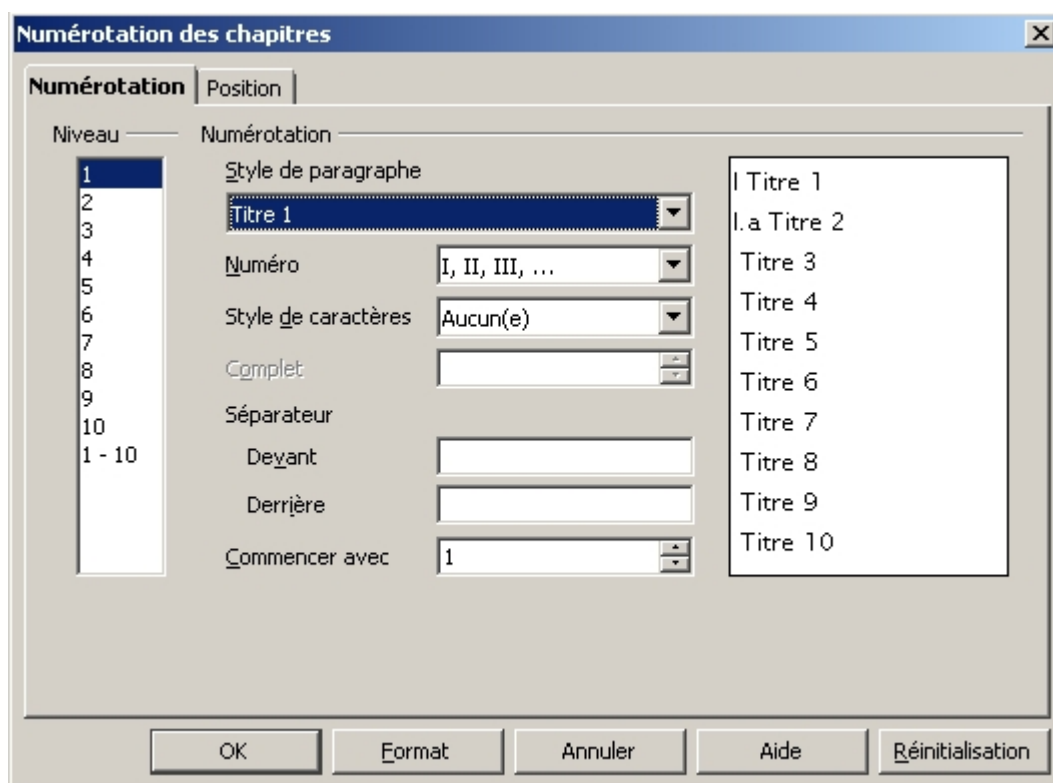 Numérotation des chapitres
Numérotation
Position
Niveau
1
2
3
4
5
6
7
8
9
10
1 - 10
Numérotation
Style de paragraphe
Titre 1
Numéro
I, II, III, ...
Style de caractères
Aucun(e)
Complet
Séparateur
Devant
Derrière
Commencer avec
1
I Titre 1
I.a Titre 2
Titre 3
Titre 4
Titre 5
Titre 6
Titre 7
Titre 8
Titre 9
Titre 10
OK
Format
Annuler
Aide
Réinitialisation